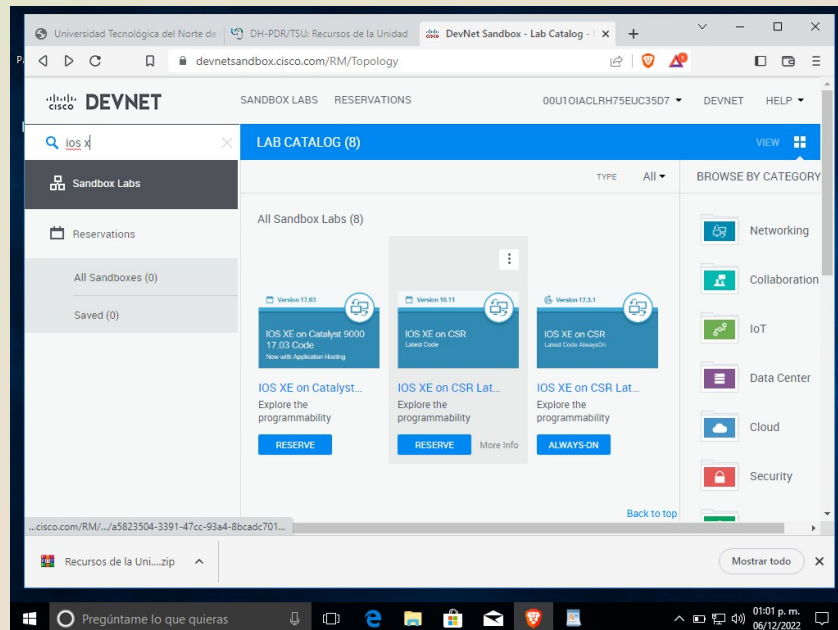 Universidad Tecnológica del Norte de
DH-PDR/TSU: Recursos de la Unidad
DevNet Sandbox - Lab Catalog -
devnetsandbox.cisco.com/RM/Topology
CISCO DEVNET
SANDBOX LABS RESERVATIONS
00U1OIACLRH75EUC35D7 DEVNET HELP
ios x
LAB CATALOG (8)
VIEW
Sandbox Labs
TYPE All
BROWSE BY CATEGORY
Reservations
All Sandboxes (0)
Saved (0)
All Sandbox Labs (8)
Version 17.03
IOS XE on Catalyst 9000
17.03 Code
Now with Application Hosting
IOS XE on Catalyst...
Explore the
programmability
RESERVE
Version 16.11
IOS XE on CSR
Latest Code
IOS XE on CSR Lat...
Explore the
programmability
RESERVE More Info
Version 17.3.1
IOS XE on CSR
Latest Code AlwaysOn
IOS XE on CSR Lat...
Explore the
programmability
ALWAYS-ON
Back to top
Networking
Collaboration
IoT
Data Center
Cloud
Security
...cisco.com/RM/.../a5823504-3391-47cc-93a4-8bcadc701...
Recursos de la Uni....zip
Mostrar todo
Pregúntame lo que quieras
01:01 p. m.
06/12/2022